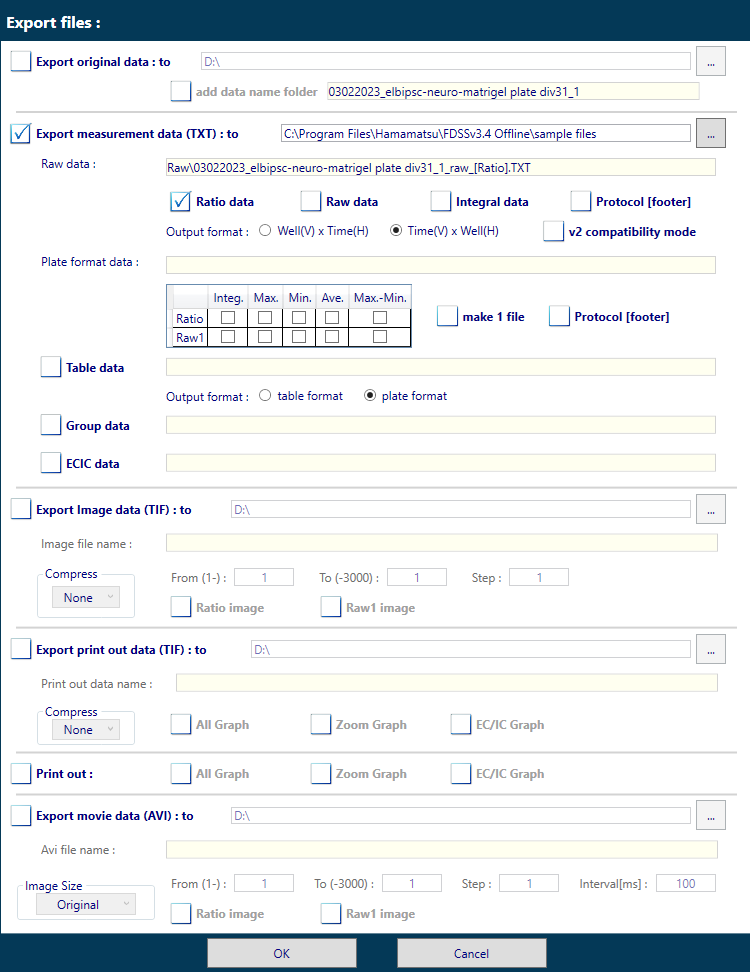 Export files :
Export original data : to D:\ ...
add data name folder 03022023_elbipsc-neuro-matrigel plate div31_1
Export measurement data (TXT) : to C:\Program Files\Hamamatsu\FDSSv3.4 Offline\sample files ...
Raw data : Raw\03022023_elbipsc-neuro-matrigel plate div31_1_raw_[Ratio].TXT
Ratio data Raw data Integral data Protocol [footer]
Output format : Well(V) x Time(H) Time(V) x Well(H) v2 compatibility mode
Plate format data :
Integ. Max. Min. Ave. Max.-Min.
Ratio make 1 file Protocol [footer]
Raw1
Table data
Output format : table format plate format
Group data
ECIC data
Export Image data (TIF) : to D:\ ...
Image file name :
Compress
None From (1-) : 1 To (-3000) : 1 Step : 1
Ratio image Raw1 image
Export print out data (TIF) : to D:\ ...
Print out data name :
Compress
None All Graph Zoom Graph EC/IC Graph
Print out : All Graph Zoom Graph EC/IC Graph
Export movie data (AVI) : to D:\ ...
Avi file name :
Image Size From (1-) : 1 To (-3000) : 1 Step : 1 Interval[ms] : 100
Original Ratio image Raw1 image
OK Cancel